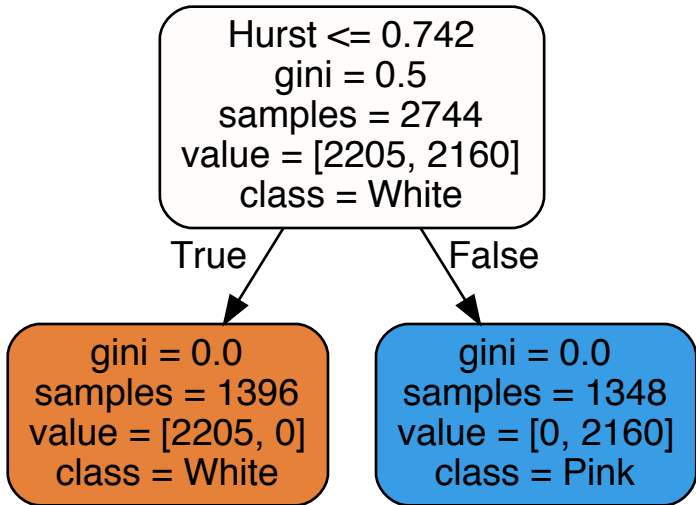 Hurst <= 0.742
gini = 0.5
samples = 2744
value = [2205, 2160]
class = White
True
False
gini = 0.0
samples = 1396
value = [2205, 0]
class = White
gini = 0.0
samples = 1348
value = [0, 2160]
class = Pink